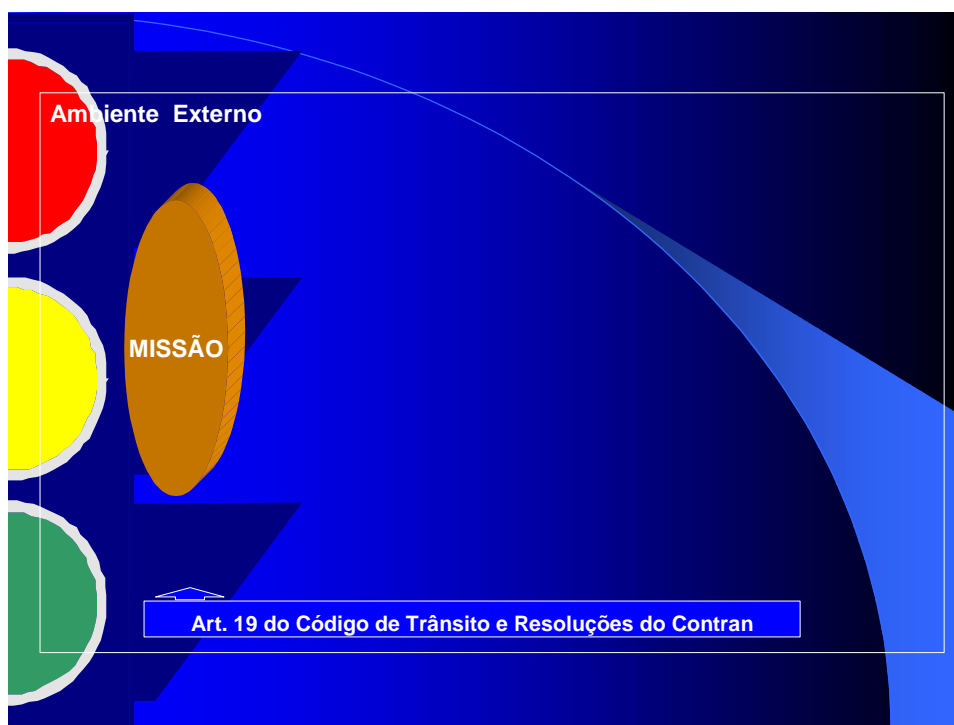 Ambiente Externo
MISSÃO
Art. 19 do Código de Trânsito e Resoluções do Contran